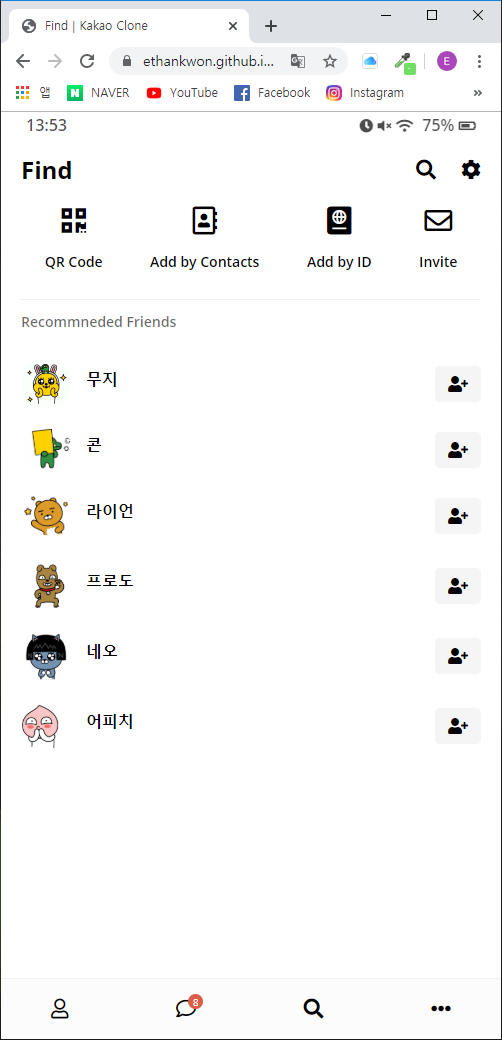 Find | Kakao Clone
ethankwon.github.i...
E
앱 NAVER YouTube Facebook Instagram »
13:53 75%
Find
QR Code Add by Contacts Add by ID Invite
Recommneded Friends
무지
콘
라이언
프로도
네오
어피치
8